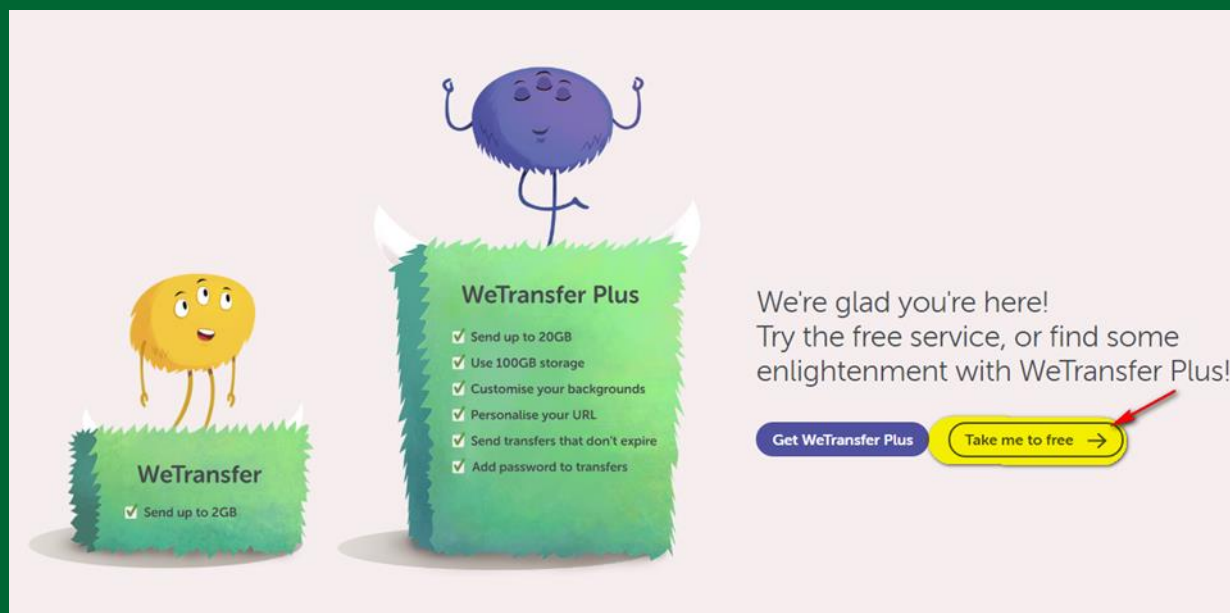 WeTransfer
Send up to 2GB
WeTransfer Plus
Send up to 20GB
Use 100GB storage
Customise your backgrounds
Personalise your URL
Send transfers that don't expire
Add password to transfers
We're glad you're here!
Try the free service, or find some
enlightenment with WeTransfer Plus!
Get WeTransfer Plus
Take me to free →